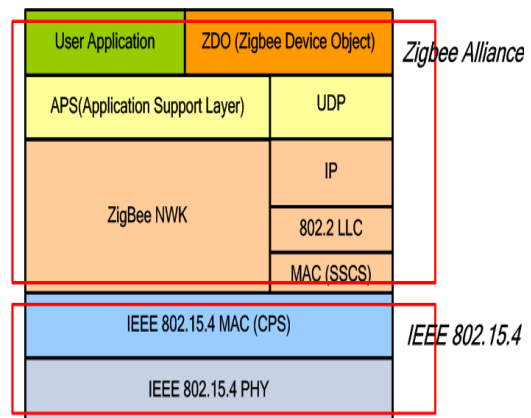 User Application
ZDO (Zigbee Device Object)
Zigbee Alliance
APS(Application Support Layer)
UDP
ZigBee NWK
IP
802.2 LLC
MAC (SSCS)
IEEE 802.15.4 MAC (CPS)
IEEE 802.15.4
IEEE 802.15.4 PHY